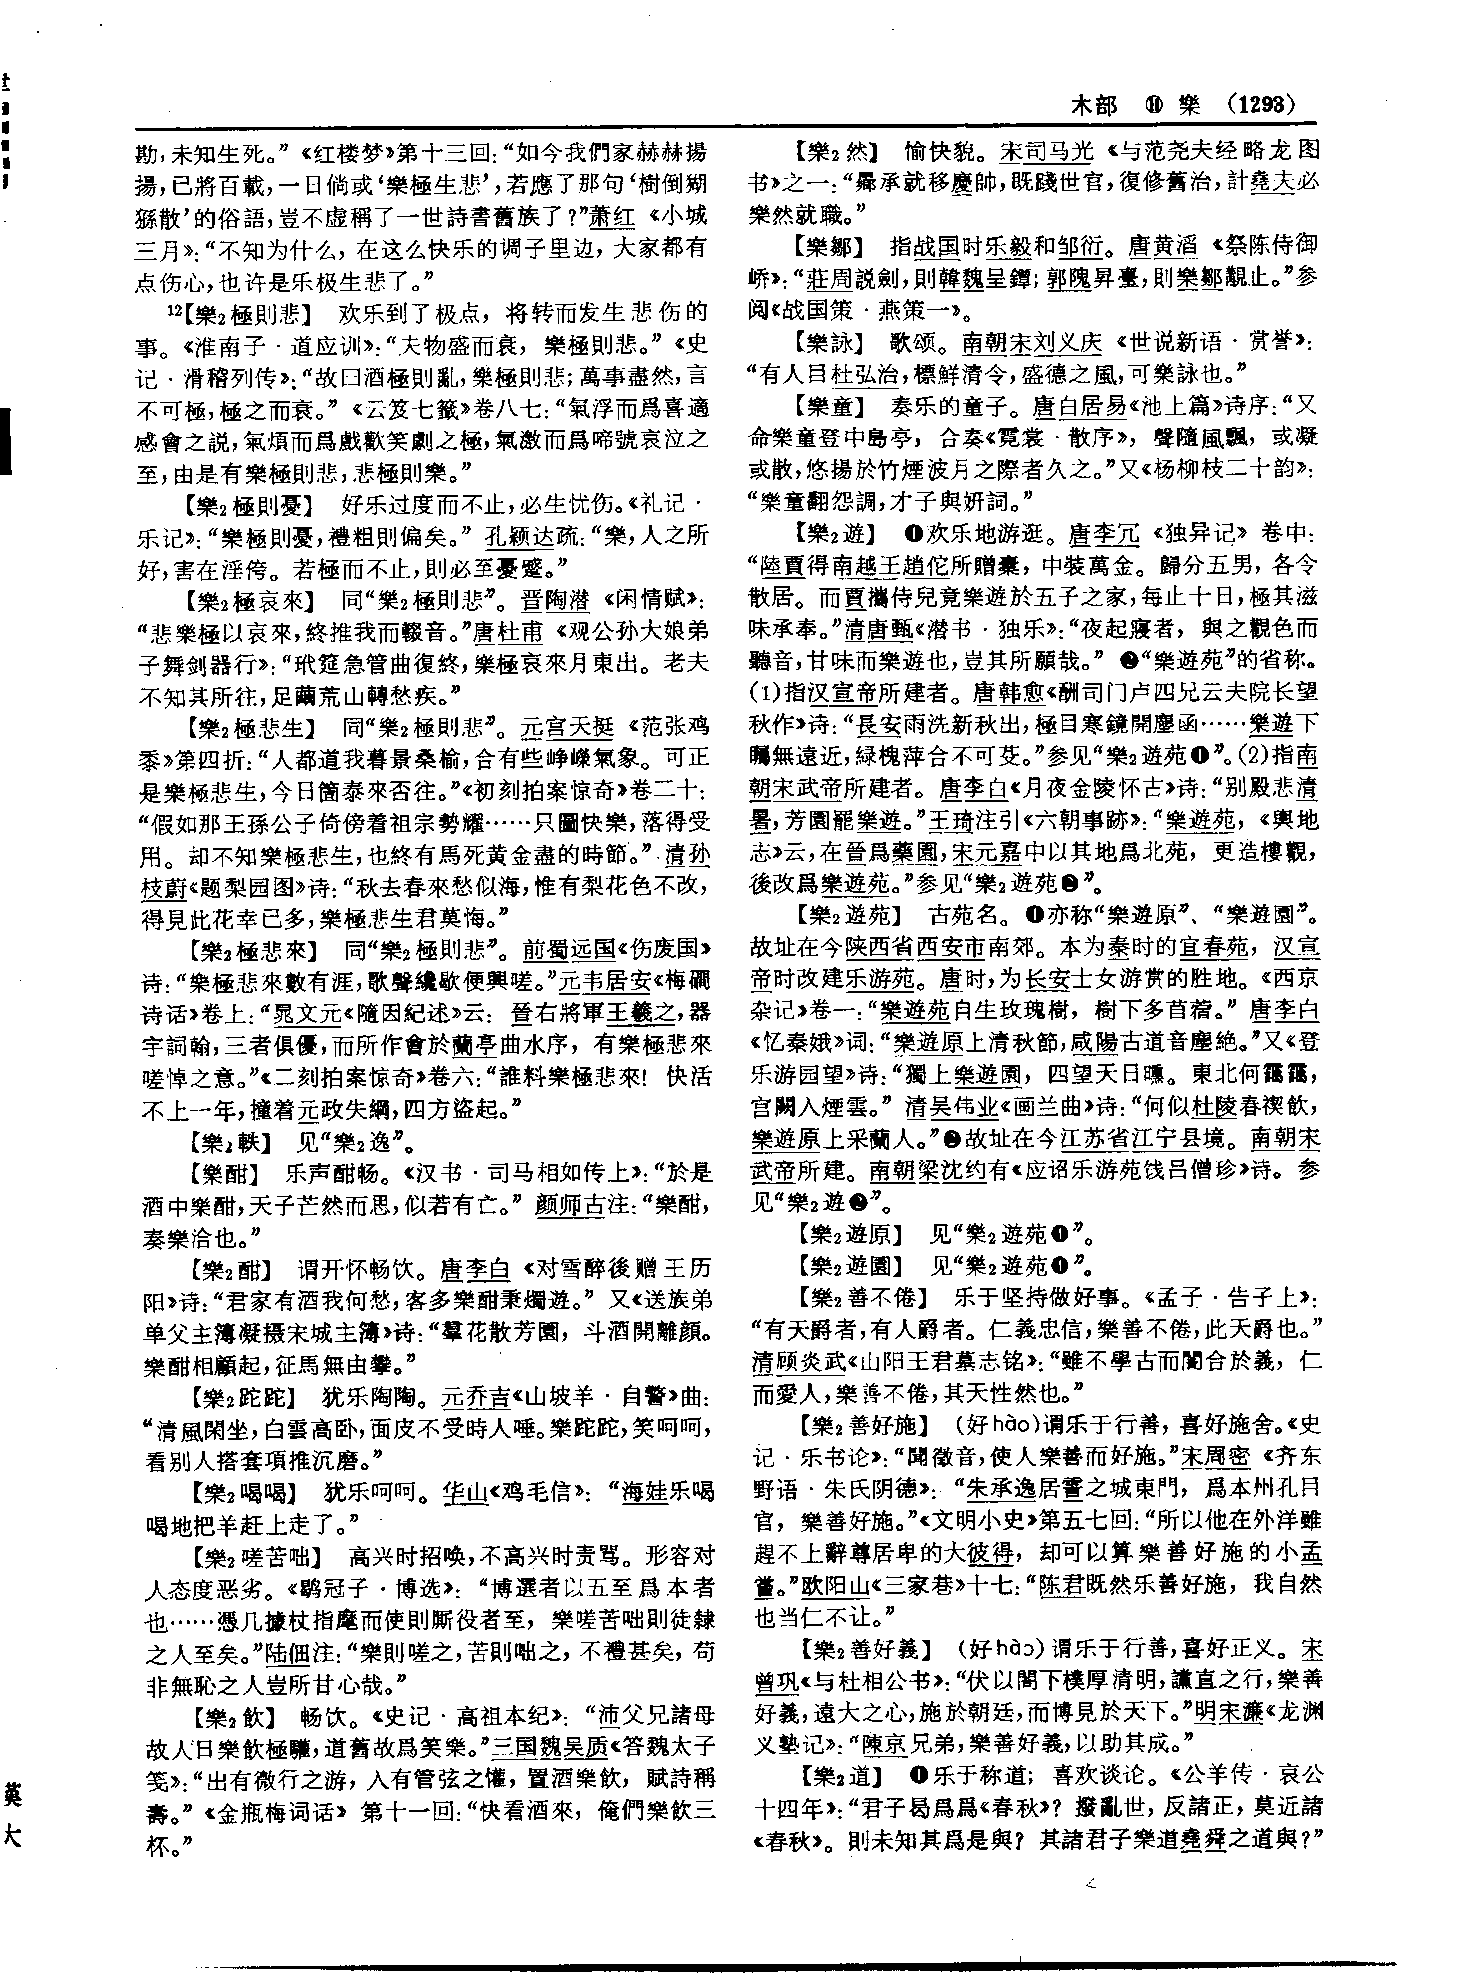 木部 ⑪ 樂 （1293）
勘，未知生死。”《红楼梦》第十三回：“如今我們家赫赫揚
揚，已將百載，一日倘或‘樂極生悲’，若應了那句‘樹倒猢
猻散’的俗語，豈不虚稱了一世詩書舊族了？”萧红《小城
三月》：“不知为什么，在这么快乐的调子里边，大家都有
点伤心，也许是乐极生悲了。”
¹²【樂₂極則悲】 欢乐到了极点，将转而发生悲伤的
事。《淮南子·道应训》：“夫物盛而衰，樂極則悲。”《史
记·滑稽列传》：“故曰酒極則亂，樂極則悲；萬事盡然，言
不可極，極之而衰。”《云笈七籤》卷八七：“氣浮而爲喜適
感會之説，氣煩而爲戲歡笑劇之極，氣激而爲啼號哀泣之
至，由是有樂極則悲，悲極則樂。”
【樂₂極則憂】 好乐过度而不止，必生忧伤。《礼记·
乐记》：“樂極則憂，禮粗則偏矣。”孔颖达疏：“樂，人之所
好，害在淫侉。若極而不止，則必至憂蹙。”
【樂₂極哀來】 同“樂₂極則悲”。晋陶潜《闲情赋》：
“悲樂極以哀來，終推我而輟音。”唐杜甫《观公孙大娘弟
子舞剑器行》：“玳筵急管曲復終，樂極哀來月東出。老夫
不知其所往，足繭荒山轉愁疾。”
【樂₂極悲生】 同“樂₂極則悲”。元宫天挺《范张鸡
黍》第四折：“人都道我暮景桑榆，合有些峥嶸氣象。可正
是樂極悲生，今日箇泰來否往。”《初刻拍案惊奇》卷二十：
“假如那王孫公子倚傍着祖宗勢耀……只圖快樂，落得受
用。却不知樂極悲生，也終有馬死黄金盡的時節。”清孙
枝蔚《题梨园图》诗：“秋去春來愁似海，惟有梨花色不改，
得見此花幸已多，樂極悲生君莫悔。”
【樂₂極悲來】 同“樂₂極則悲”。前蜀远国《伤废国》
诗：“樂極悲來數有涯，歌聲纔歇便興嗟。”元韦居安《梅磵
诗话》卷上：“晁文元《隨因紀述》云：晉右將軍王羲之，器
宇詞翰，三者俱優，而所作會於蘭亭曲水序，有樂極悲來
嗟悼之意。”《二刻拍案惊奇》卷六：“誰料樂極悲來！快活
不上一年，撞着元政失綱，四方盜起。”
【樂₂軼】 见“樂₂逸”。
【樂酣】 乐声酣畅。《汉书·司马相如传上》：“於是
酒中樂酣，天子芒然而思，似若有亡。”颜师古注：“樂酣，
奏樂洽也。”
【樂₂酣】 谓开怀畅饮。唐李白《对雪醉後赠王历
阳》诗：“君家有酒我何愁，客多樂酣秉燭遊。”又《送族弟
单父主簿凝摄宋城主簿》诗：“羣花散芳園，斗酒開離顔。
樂酣相顧起，征馬無由攀。”
【樂₂跎跎】 犹乐陶陶。元乔吉《山坡羊·自警》曲：
“清風閑坐，白雲高卧，面皮不受時人唾。樂跎跎，笑呵呵，
看别人搭套項推沉磨。”
【樂₂喝喝】 犹乐呵呵。华山《鸡毛信》：“海娃乐喝
喝地把羊赶上走了。”
【樂₂嗟苦咄】 高兴时招唤，不高兴时责骂。形容对
人态度恶劣。《鹖冠子·博选》：“博選者以五至爲本者
也……憑几據杖指麾而使則厮役者至，樂嗟苦咄則徒隸
之人至矣。”陆佃注：“樂則嗟之，苦則咄之，不禮甚矣，苟
非無恥之人豈所甘心哉。”
【樂₂飲】 畅饮。《史记·高祖本纪》：“沛父兄諸母
故人日樂飲極驩，道舊故爲笑樂。”三国魏吴质《答魏太子
笺》：“出有微行之游，入有管弦之懽，置酒樂飲，賦詩稱
壽。”《金瓶梅词话》第十一回：“快看酒來，俺們樂飲三
杯。”
【樂₂然】 愉快貌。宋司马光《与范尧夫经略龙图
书》之一：“屬承就移慶帥，既踐世官，復修舊治，計堯夫必
樂然就職。”
【樂鄒】 指战国时乐毅和邹衍。唐黄滔《祭陈侍御
峤》：“莊周説劍，則韓魏呈鐔；郭隗昇臺，則樂鄒覯止。”参
阅《战国策·燕策一》。
【樂詠】 歌颂。南朝宋刘义庆《世说新语·赏誉》：
“有人目杜弘治，標鮮清令，盛德之風，可樂詠也。”
【樂童】 奏乐的童子。唐白居易《池上篇》诗序：“又
命樂童登中島亭，合奏《霓裳·散序》，聲隨風飄，或凝
或散，悠揚於竹煙波月之際者久之。”又《杨柳枝二十韵》：
“樂童翻怨調，才子與妍詞。”
【樂₂遊】 ❶欢乐地游逛。唐李冗《独异记》卷中：
“陸賈得南越王趙佗所贈橐，中裝萬金。歸分五男，各令
散居。而賈攜侍兒竟樂遊於五子之家，每止十日，極其滋
味承奉。”清唐甄《潜书·独乐》：“夜起寢者，與之觀色而
聽音，甘味而樂遊也，豈其所願哉。”❷“樂遊苑”的省称。
(1)指汉宣帝所建者。唐韩愈《酬司门卢四兄云夫院长望
秋作》诗：“長安雨洗新秋出，極目寒鏡開塵函……樂遊下
矚無遠近，緑槐萍合不可芟。”参见“樂₂遊苑❶”。(2)指南
朝宋武帝所建者。唐李白《月夜金陵怀古》诗：“别殿悲清
暑，芳園罷樂遊。”王琦注引《六朝事跡》：“樂遊苑，《輿地
志》云，在晉爲藥園，宋元嘉中以其地爲北苑，更造樓觀，
後改爲樂遊苑。”参见“樂₂遊苑❷”。
【樂₂遊苑】 古苑名。❶亦称“樂遊原”、“樂遊園”。
故址在今陕西省西安市南郊。本为秦时的宜春苑，汉宣
帝时改建乐游苑。唐时，为长安士女游赏的胜地。《西京
杂记》卷一：“樂遊苑自生玫瑰樹，樹下多苜蓿。”唐李白
《忆秦娥》词：“樂遊原上清秋節，咸陽古道音塵絶。”又《登
乐游园望》诗：“獨上樂遊園，四望天日曛。東北何靄靄，
宫闕入煙雲。”清吴伟业《画兰曲》诗：“何似杜陵春禊飲，
樂遊原上采蘭人。”❷故址在今江苏省江宁县境。南朝宋
武帝所建。南朝梁沈约有《应诏乐游苑饯吕僧珍》诗。参
见“樂₂遊❷”。
【樂₂遊原】 见“樂₂遊苑❶”。
【樂₂遊園】 见“樂₂遊苑❶”。
【樂₂善不倦】 乐于坚持做好事。《孟子·告子上》：
“有天爵者，有人爵者。仁義忠信，樂善不倦，此天爵也。”
清顾炎武《山阳王君墓志铭》：“雖不學古而闇合於義，仁
而愛人，樂善不倦，其天性然也。”
【樂₂善好施】 (好hào)谓乐于行善，喜好施舍。《史
记·乐书论》：“聞徵音，使人樂善而好施。”宋周密《齐东
野语·朱氏阴德》：“朱承逸居霅之城東門，爲本州孔目
官，樂善好施。”《文明小史》第五七回：“所以他在外洋雖
趕不上辭尊居卑的大彼得，却可以算樂善好施的小孟
嘗。”欧阳山《三家巷》十七：“陈君既然乐善好施，我自然
也当仁不让。”
【樂₂善好義】 (好hào)谓乐于行善，喜好正义。宋
曾巩《与杜相公书》：“伏以閤下樸厚清明，讜直之行，樂善
好義，遠大之心，施於朝廷，而博見於天下。”明宋濂《龙渊
义塾记》：“陳京兄弟，樂善好義，以助其成。”
【樂₂道】 ❶乐于称道；喜欢谈论。《公羊传·哀公
十四年》：“君子曷爲爲《春秋》？撥亂世，反諸正，莫近諸
《春秋》。則未知其爲是與？其諸君子樂道堯舜之道與？”
英
大